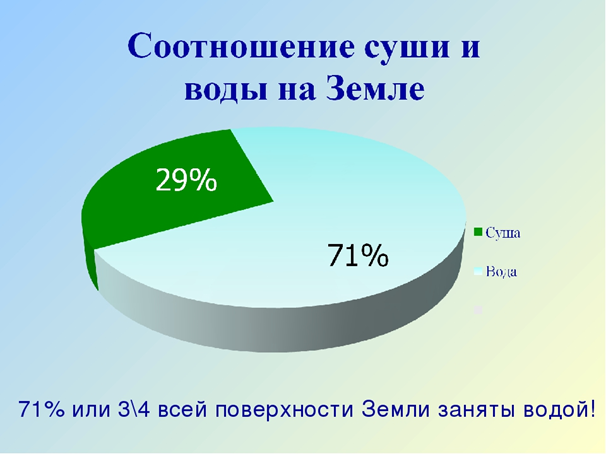 Соотношение суши и
воды на Земле
29%
71%
Суша
Вода
71% или 3\4 всей поверхности Земли заняты водой!